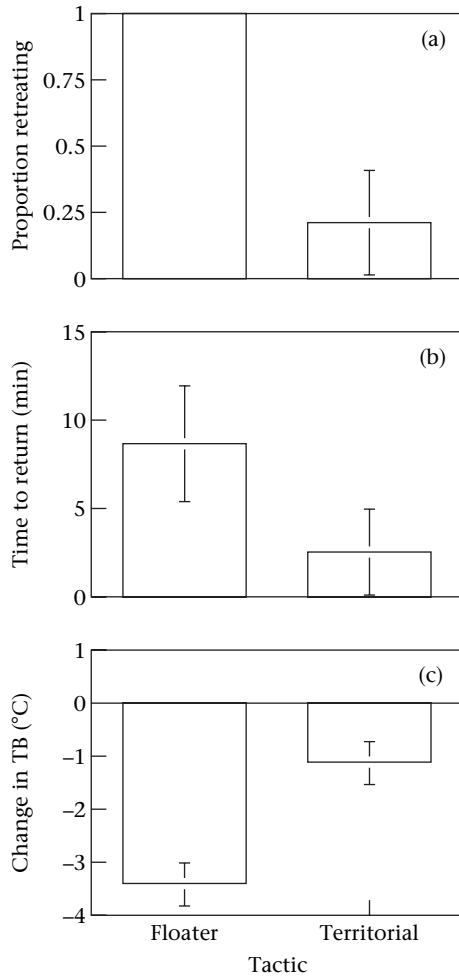 Proportion retreating
1
0.75
0.5
0.25
0
(a)
Time to return (min)
15
10
5
0
(b)
Change in TB (°C)
1
0
–1
–2
–3
–4
(c)
Floater
Territorial
Tactic